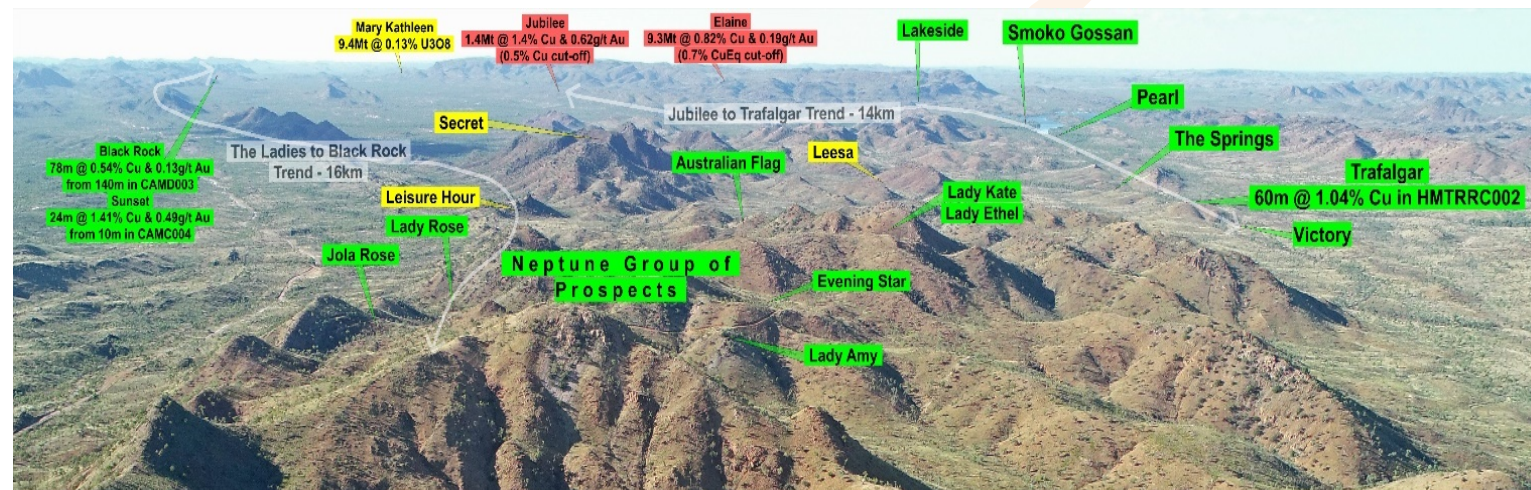 Mary Kathleen
9.4Mt @ 0.13% U3O8
Jubilee
1.4Mt @ 1.4% Cu & 0.62g/t Au
(0.5% Cu cut-off)
Elaine
9.3Mt @ 0.82% Cu & 0.19g/t Au
(0.7% CuEq cut-off)
Lakeside
Smoko Gossan
Pearl
Jubilee to Trafalgar Trend - 14km
Secret
The Springs
Black Rock
78m @ 0.54% Cu & 0.13g/t Au
from 140m in CAMD003
Sunset
24m @ 1.41% Cu & 0.49g/t Au
from 10m in CAMC004
The Ladies to Black Rock
Trend - 16km
Australian Flag
Leesa
Trafalgar
60m @ 1.04% Cu in HMTRRC002
Leisure Hour
Lady Kate
Lady Ethel
Lady Rose
Victory
Jola Rose
Neptune Group of
Prospects
Evening Star
Lady Amy